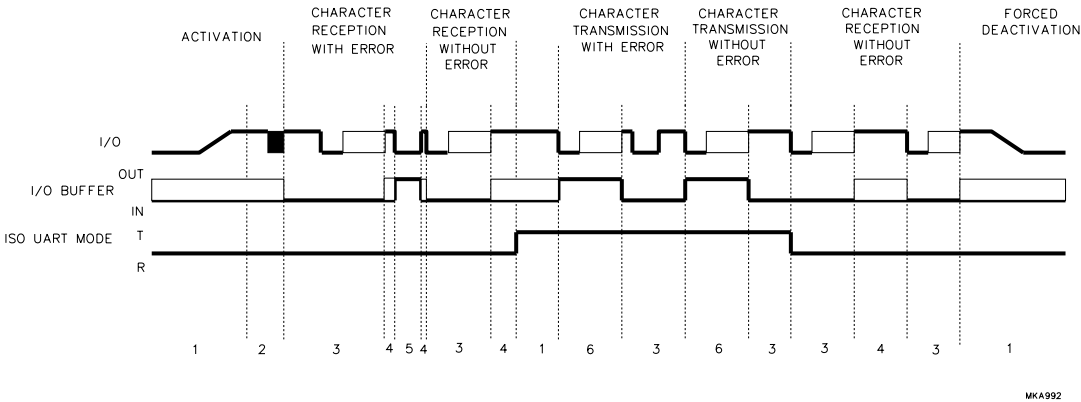 ACTIVATION
CHARACTER
RECEPTION
WITH ERROR
CHARACTER
RECEPTION
WITHOUT
ERROR
CHARACTER
TRANSMISSION
WITH ERROR
CHARACTER
TRANSMISSION
WITHOUT
ERROR
CHARACTER
RECEPTION
WITHOUT
ERROR
FORCED
DEACTIVATION
I/O
OUT
I/O BUFFER
IN
ISO UART MODE
T
R
1 2 3 4 5 4 3 4 1 6 3 6 3 3 4 3 1
MKA992